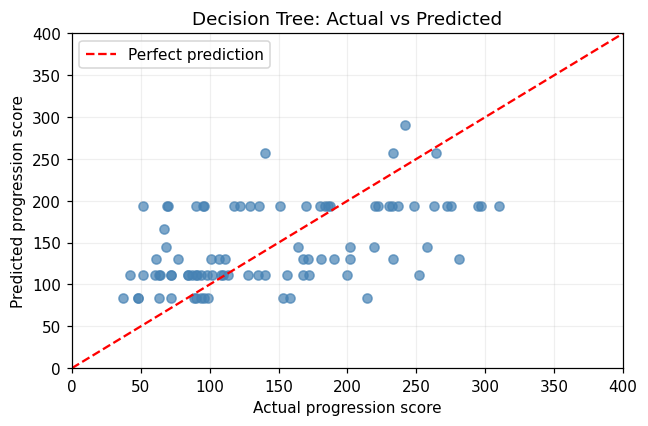 Decision Tree: Actual vs Predicted
Perfect prediction
Predicted progression score
400
350
300
250
200
150
100
50
0
0 50 100 150 200 250 300 350 400
Actual progression score